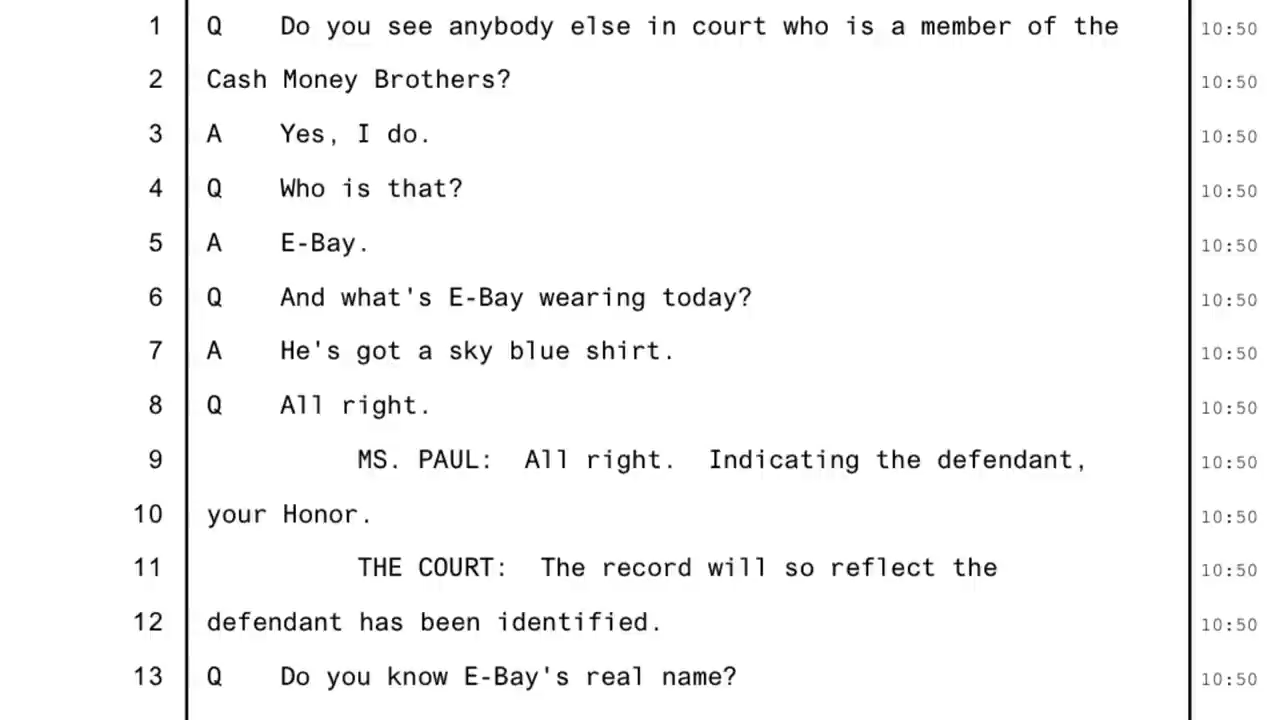 1 Q Do you see anybody else in court who is a member of the 10:50
2 Cash Money Brothers? 10:50
3 A Yes, I do. 10:50
4 Q Who is that? 10:50
5 A E-Bay. 10:50
6 Q And what's E-Bay wearing today? 10:50
7 A He's got a sky blue shirt. 10:50
8 Q All right. 10:50
9 MS. PAUL: All right. Indicating the defendant, 10:50
10 your Honor. 10:50
11 THE COURT: The record will so reflect the 10:50
12 defendant has been identified. 10:50
13 Q Do you know E-Bay's real name? 10:50